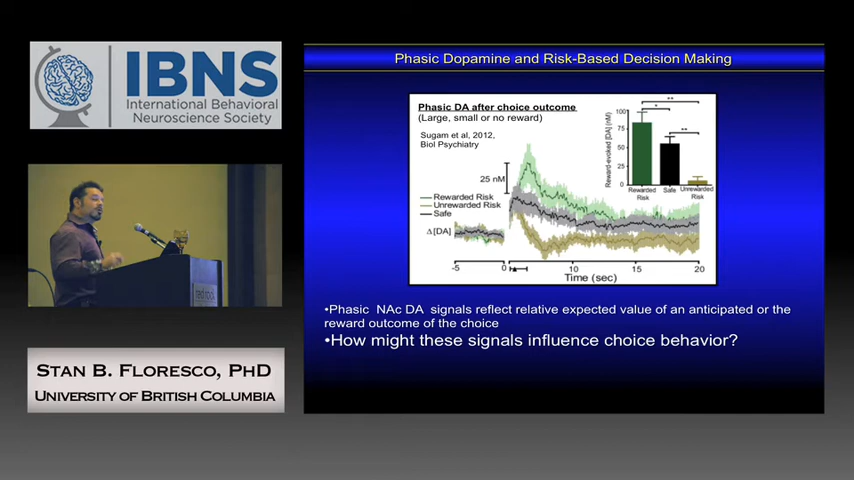 IBNS
International Behavioral
Neuroscience Society
STAN B. FLORESCO, PHD
UNIVERSITY OF BRITISH COLUMBIA
Phasic Dopamine and Risk-Based Decision Making
Phasic DA after choice outcome
(Large, small or no reward)
Sugam et al, 2012,
Biol Psychiatry
25 nM
Rewarded Risk
Unrewarded Risk
Safe
Δ[DA]
-5 0 10 15 20
Time (sec)
Reward-evoked [DA] (nM)
100
75
50
25
0
** 
*
**
Rewarded Risk
Safe
Unrewarded Risk
•Phasic NAc DA signals reflect relative expected value of an anticipated or the
reward outcome of the choice
•How might these signals influence choice behavior?